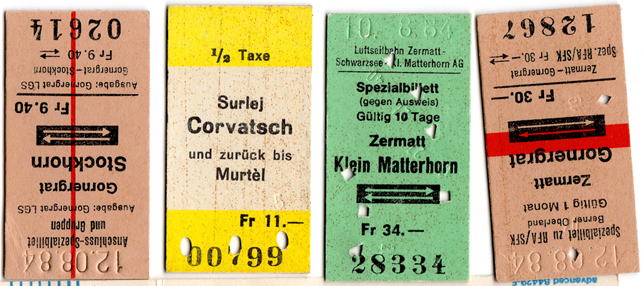 12.08.84
Anschluss-Spezialbillet
und Gruppen
Ausgabe: Gornergrat LGS
Gornergrat
Stockhorn
Fr 9.40
Ausgabe: Gornergrat LGS
Gornergrat – Stockhorn
Fr 9.40
02614
1/2 Taxe
Surlej
Corvatsch
und zurück bis
Murtèl
Fr 11.—
00799
10. 8.84
Luftseilbahn Zermatt-
Schwarzsee-Kl. Matterhorn AG
Spezialbillett
(gegen Ausweis)
Gültig 10 Tage
Zermatt
Klein Matterhorn
Fr 34.—
28334
12.08.84
Spezialbillet zu RFA/SFK
Berner Oberland
Gültig 1 Monat
Zermatt
Gornergrat
Fr 30.—
Zermatt–Gornergrat
Spez. RFA/SFK Fr 30.—
12867